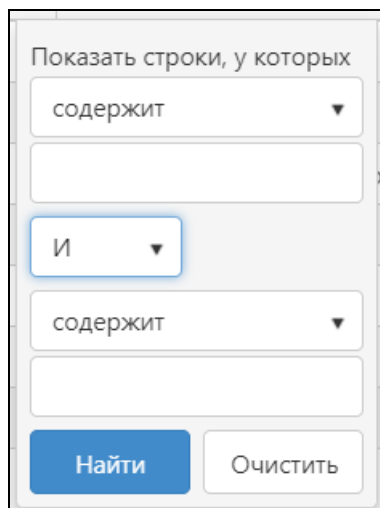 Показать строки, у которых
содержит
И
содержит
Найти
Очистить